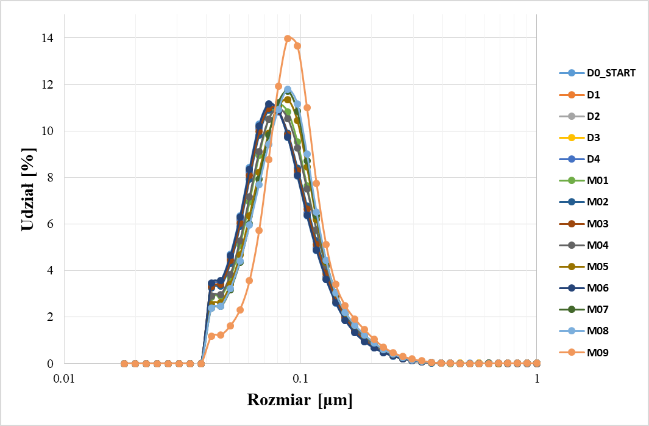 14
12
10
8
6
4
2
0
0.01
0.1
1
Udział [%]
Rozmiar [µm]
D0_START
D1
D2
D3
D4
M01
M02
M03
M04
M05
M06
M07
M08
M09